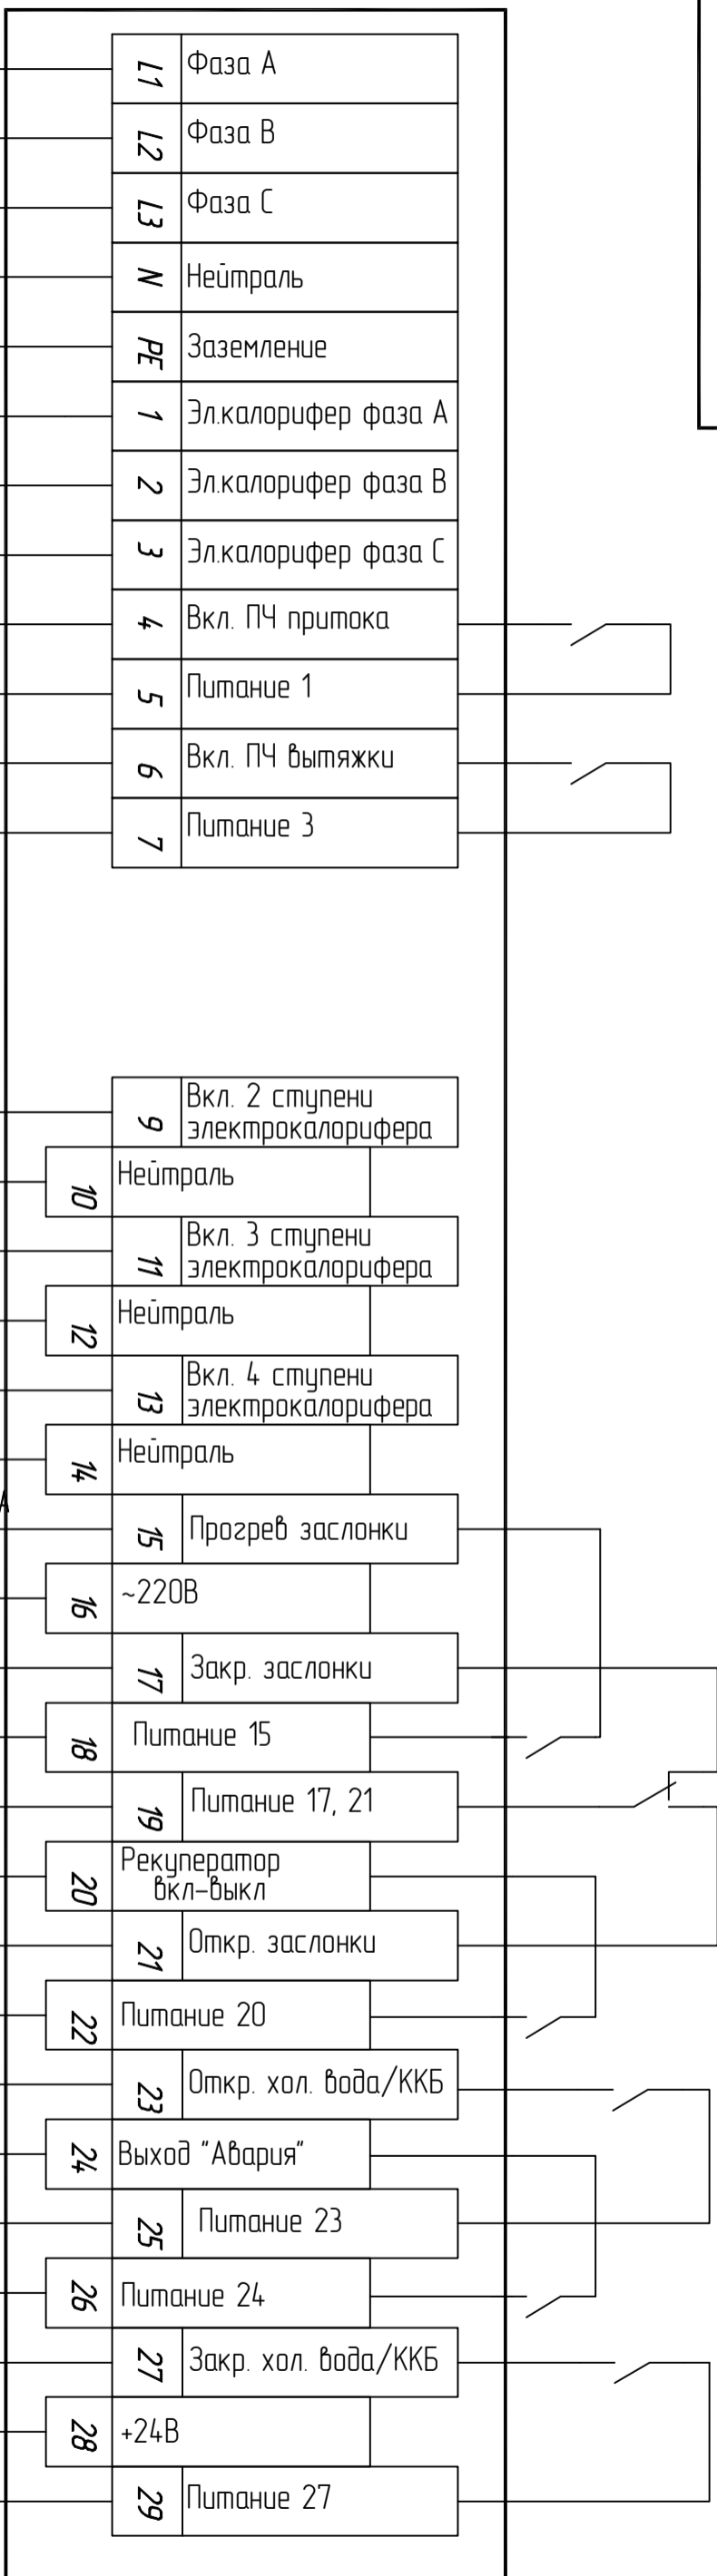 L1 Фаза А
L2 Фаза В
L3 Фаза С
N Нейтраль
PE Заземление
1 Эл.калорифер фаза А
2 Эл.калорифер фаза В
3 Эл.калорифер фаза С
4 Вкл. ПЧ притока
5 Питание 1
6 Вкл. ПЧ вытяжки
7 Питание 3
9 Вкл. 2 ступени
электрокалорифера
10 Нейтраль
11 Вкл. 3 ступени
электрокалорифера
12 Нейтраль
13 Вкл. 4 ступени
электрокалорифера
14 Нейтраль
15 Прогрев заслонки
16 ~220В
17 Закр. заслонки
18 Питание 15
19 Питание 17, 21
20 Рекуператор
вкл-выкл
21 Откр. заслонки
22 Питание 20
23 Откр. хол. вода/ККБ
24 Выход "Авария"
25 Питание 23
26 Питание 24
27 Закр. хол. вода/ККБ
28 +24В
29 Питание 27